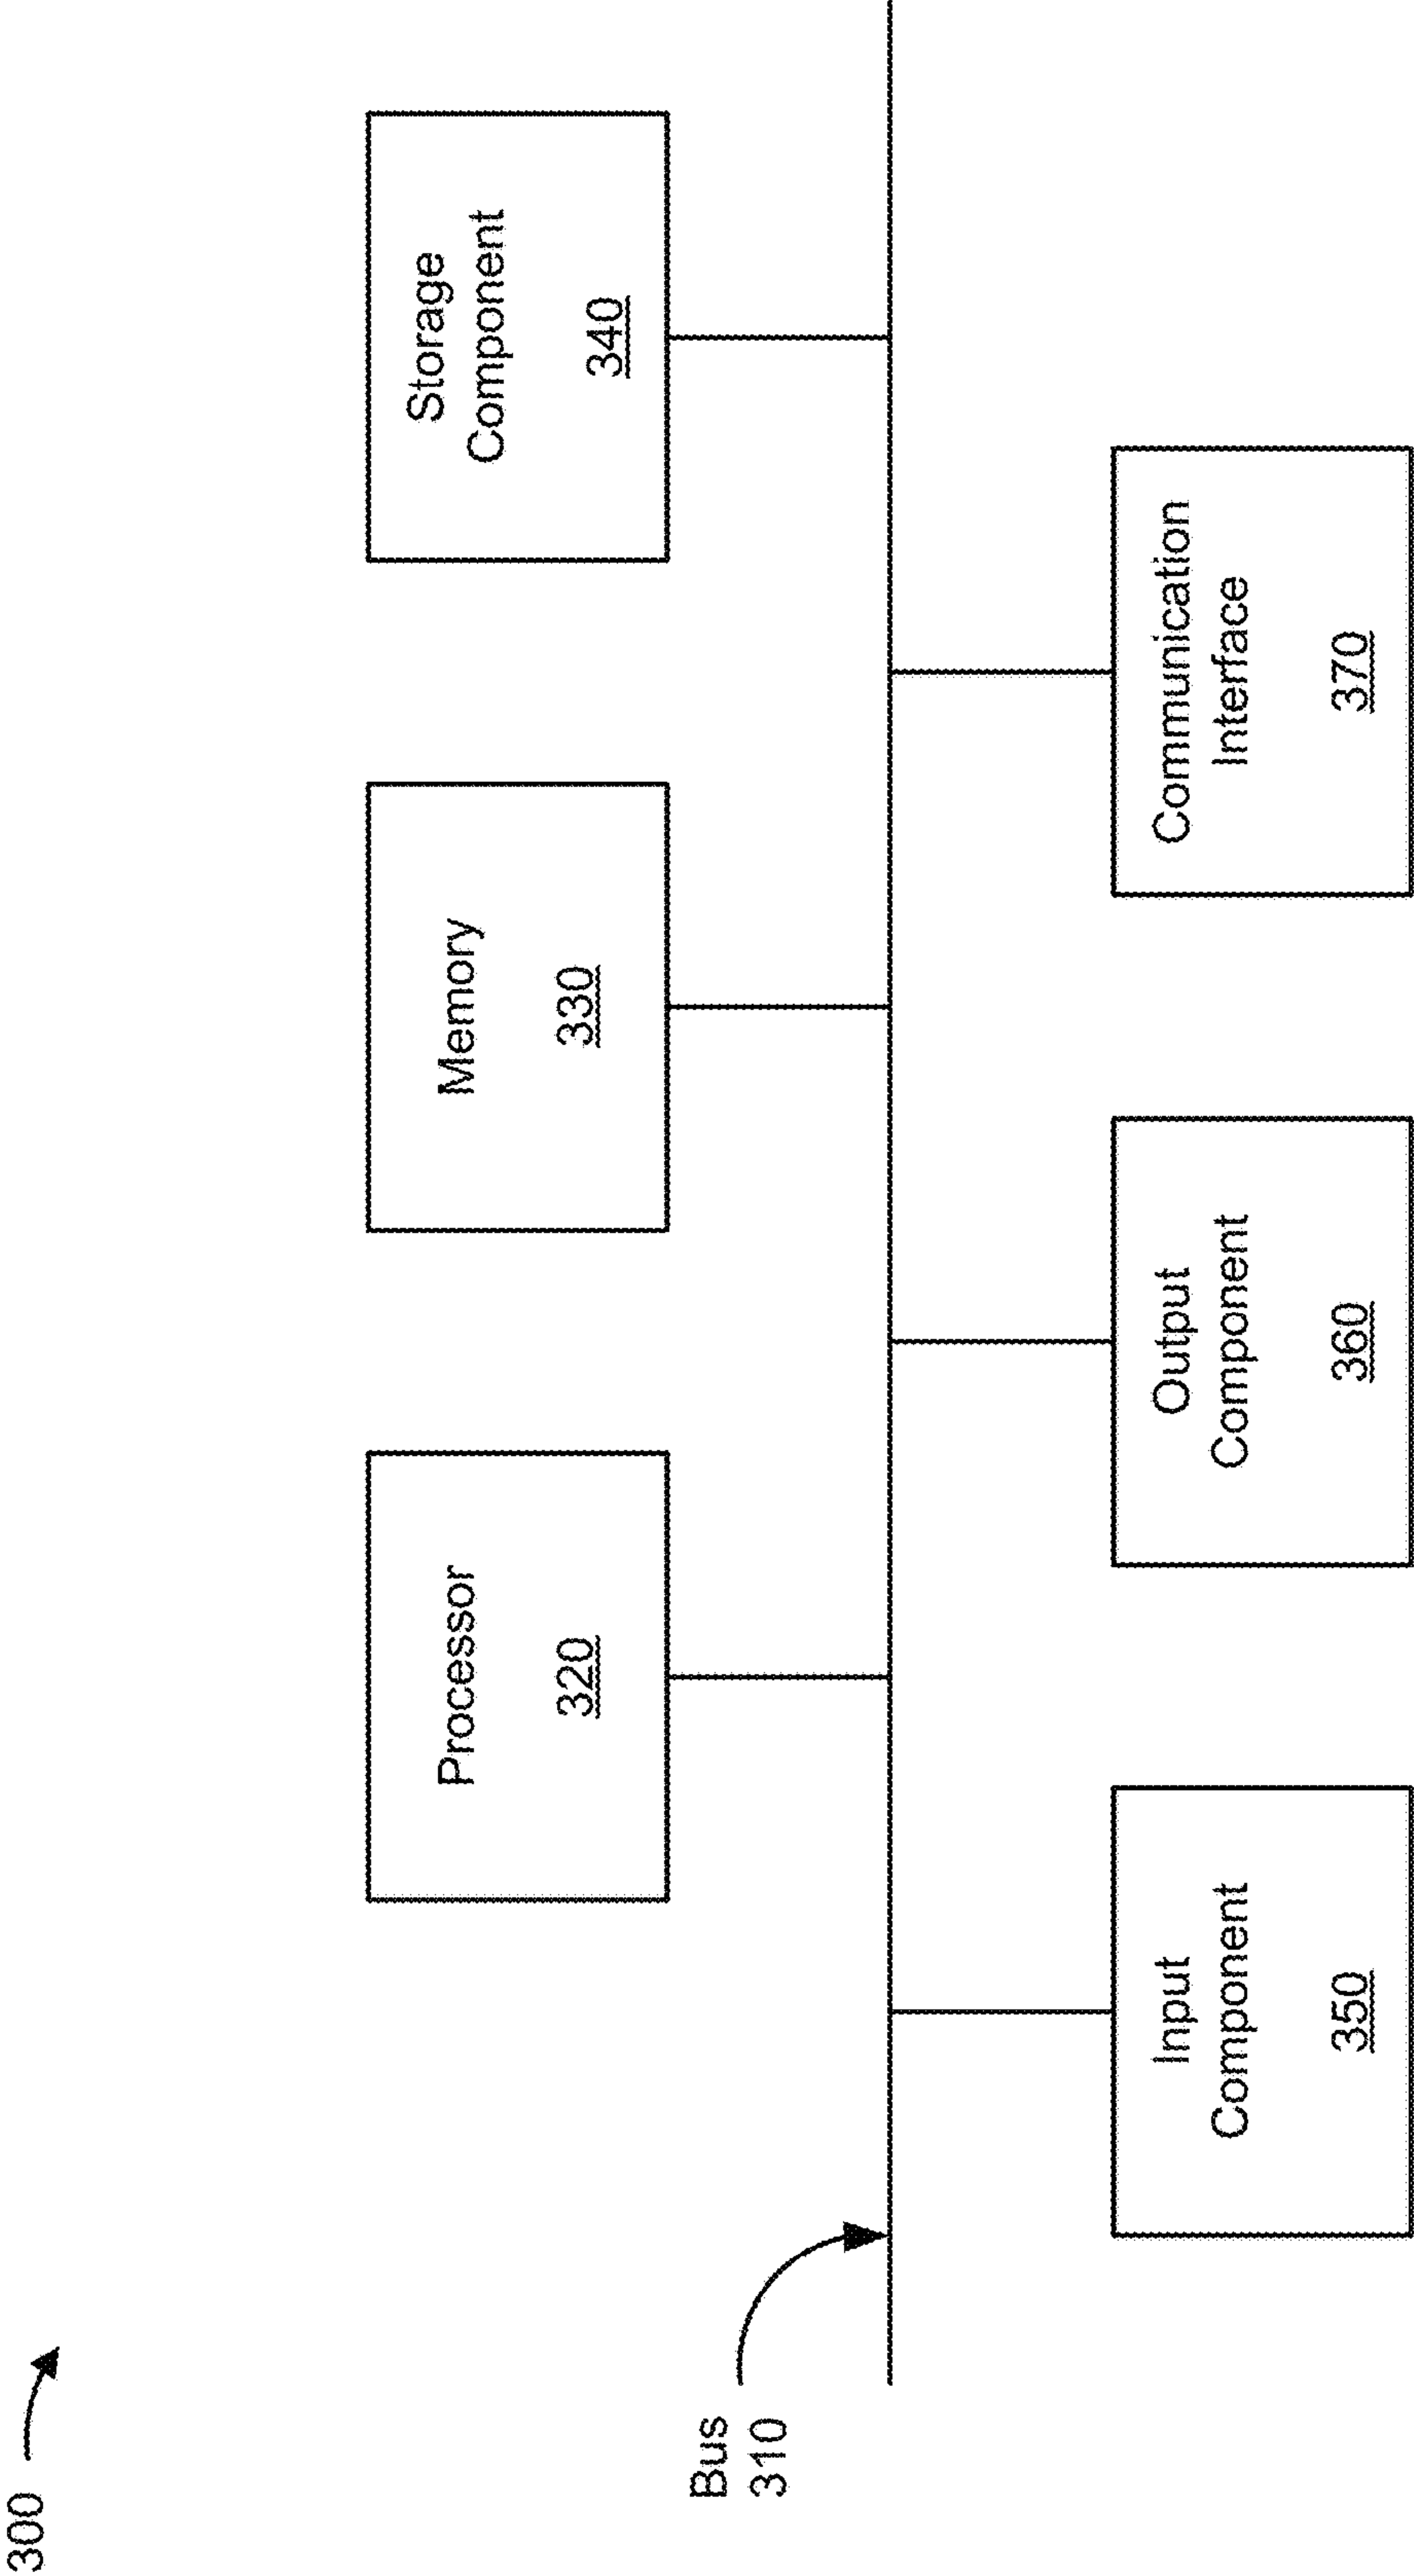 300
Processor
320
Memory
330
Storage
Component
340
Bus
310
Input
Component
350
Output
Component
360
Communication
Interface
370